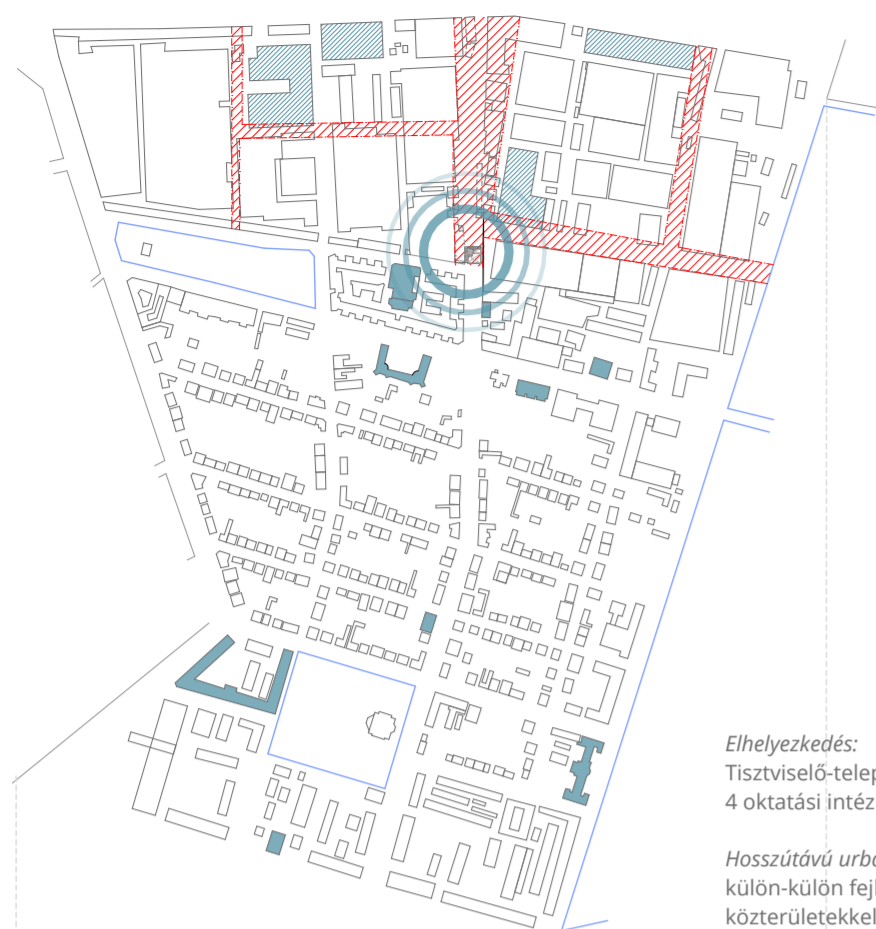 Elhelyezkedés:
Tisztviselő-telep
4 oktatási intéz
Hosszútávú urba
külön-külön fejl
közterületekkel